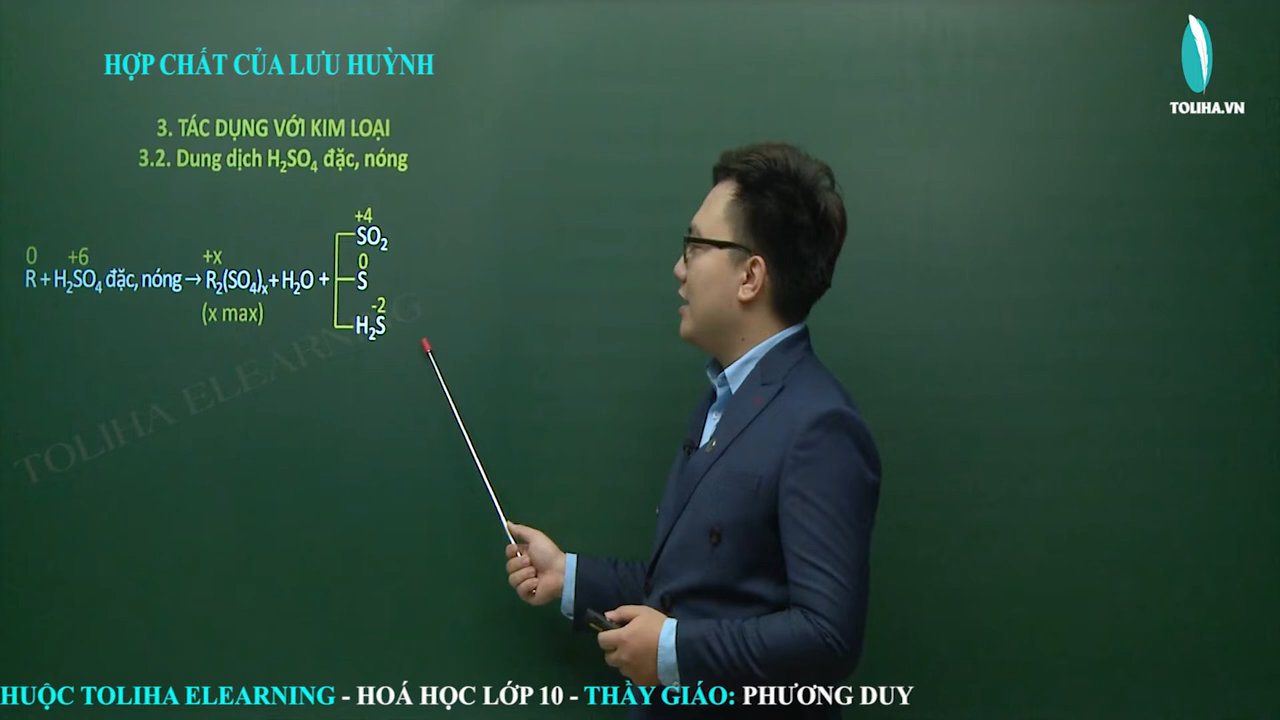 HỢP CHẤT CỦA LƯU HUỲNH
TOLIHA.VN
3. TÁC DỤNG VỚI KIM LOẠI
3.2. Dung dịch H₂SO₄ đặc, nóng
+4
SO₂
0 +6 +x 0
R + H₂SO₄ đặc, nóng → R₂(SO₄)ₓ + H₂O + S
(x max) -2
H₂S
TOLIHA ELEARNING
HUỘC TOLIHA ELEARNING - HOÁ HỌC LỚP 10 - THẦY GIÁO: PHƯƠNG DUY